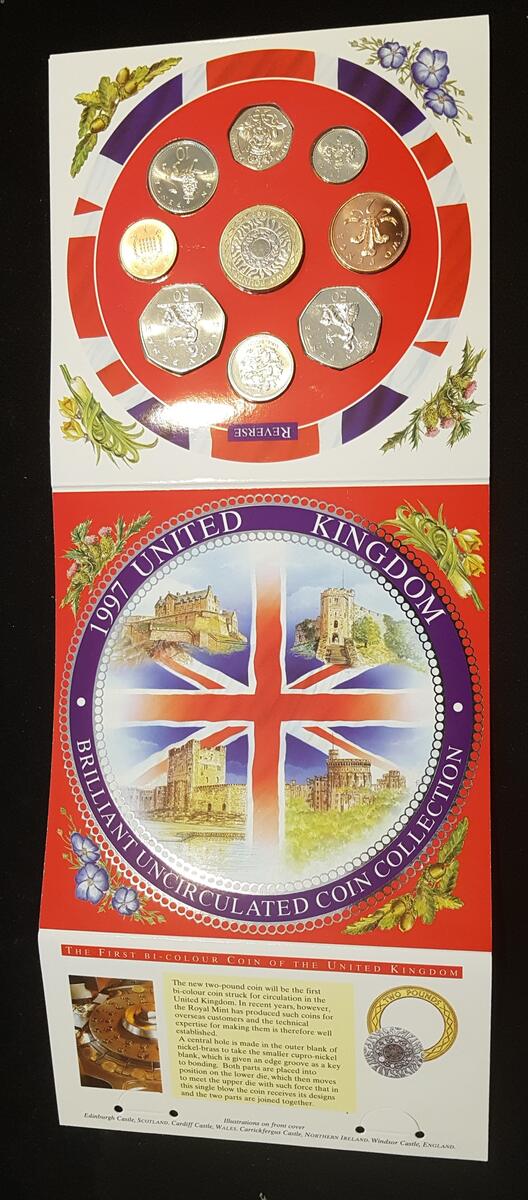 REVERSE
1997 UNITED KINGDOM
BRILLIANT UNCIRCULATED COIN COLLECTION
THE FIRST BI-COLOUR COIN OF THE UNITED KINGDOM
The new two-pound coin will be the first
bi-colour coin struck for circulation in the
United Kingdom. In recent years, however,
the Royal Mint has produced such coins for
overseas customers and the technical
expertise for making them is therefore well
established.
A central hole is made in the outer blank of
nickel-brass to take the smaller cupro-nickel
blank, which is given an edge groove as a key
to bonding. Both parts are placed into
position on the lower die, which then moves
to meet the upper die with such force that in
this single blow the coin receives its designs
and the two parts are joined together.
TWO POUNDS
Illustrations on front cover
Edinburgh Castle, SCOTLAND. Cardiff Castle, WALES. Carrickfergus Castle, NORTHERN IRELAND. Windsor Castle, ENGLAND.
10
50
50
TWO